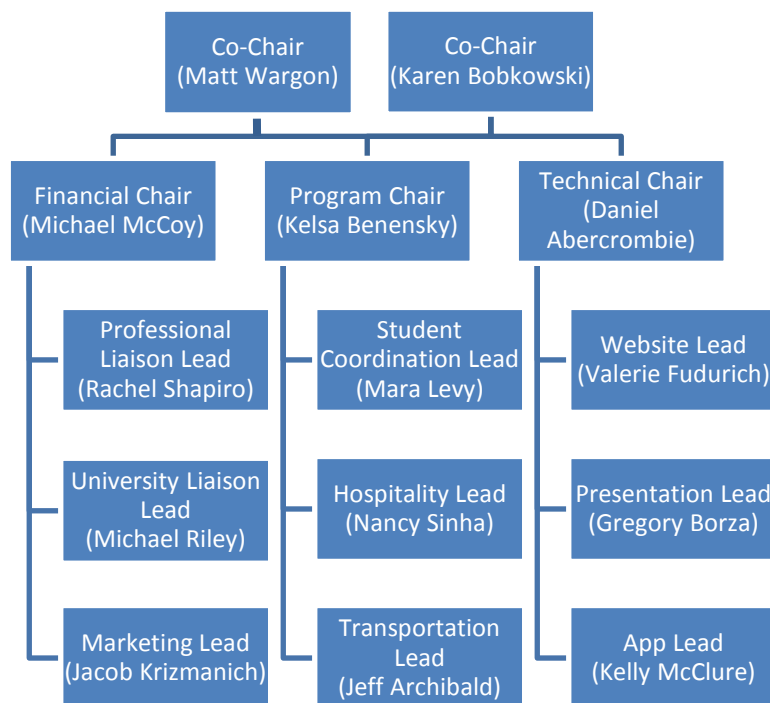 Co-Chair
(Matt Wargon)
Co-Chair
(Karen Bobkowski)
Financial Chair
(Michael McCoy)
Program Chair
(Kelsa Benensky)
Technical Chair
(Daniel
Abercrombie)
Professional
Liaison Lead
(Rachel Shapiro)
Student
Coordination Lead
(Mara Levy)
Website Lead
(Valerie Fudurich)
University Liaison
Lead
(Michael Riley)
Hospitality Lead
(Nancy Sinha)
Presentation Lead
(Gregory Borza)
Marketing Lead
(Jacob Krizmanich)
Transportation
Lead
(Jeff Archibald)
App Lead
(Kelly McClure)